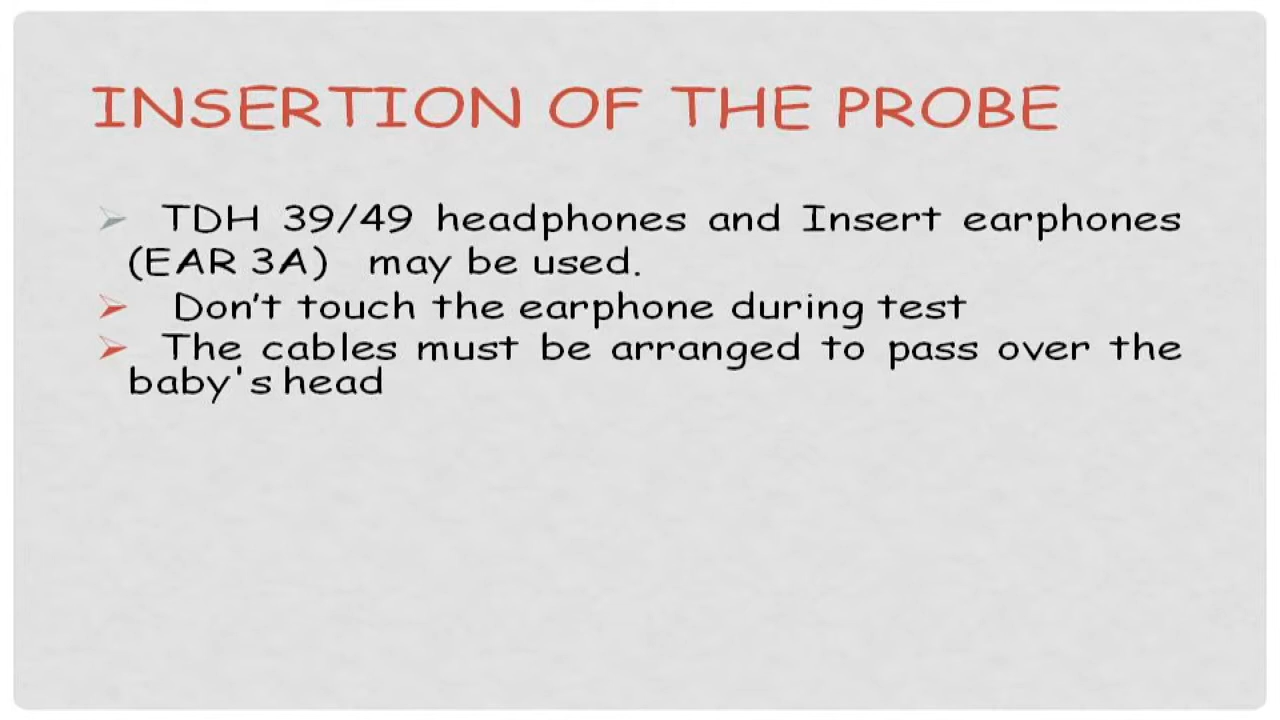 INSERTION OF THE PROBE
TDH 39/49 headphones and Insert earphones
(EAR 3A) may be used.
Don't touch the earphone during test
The cables must be arranged to pass over the
baby's head